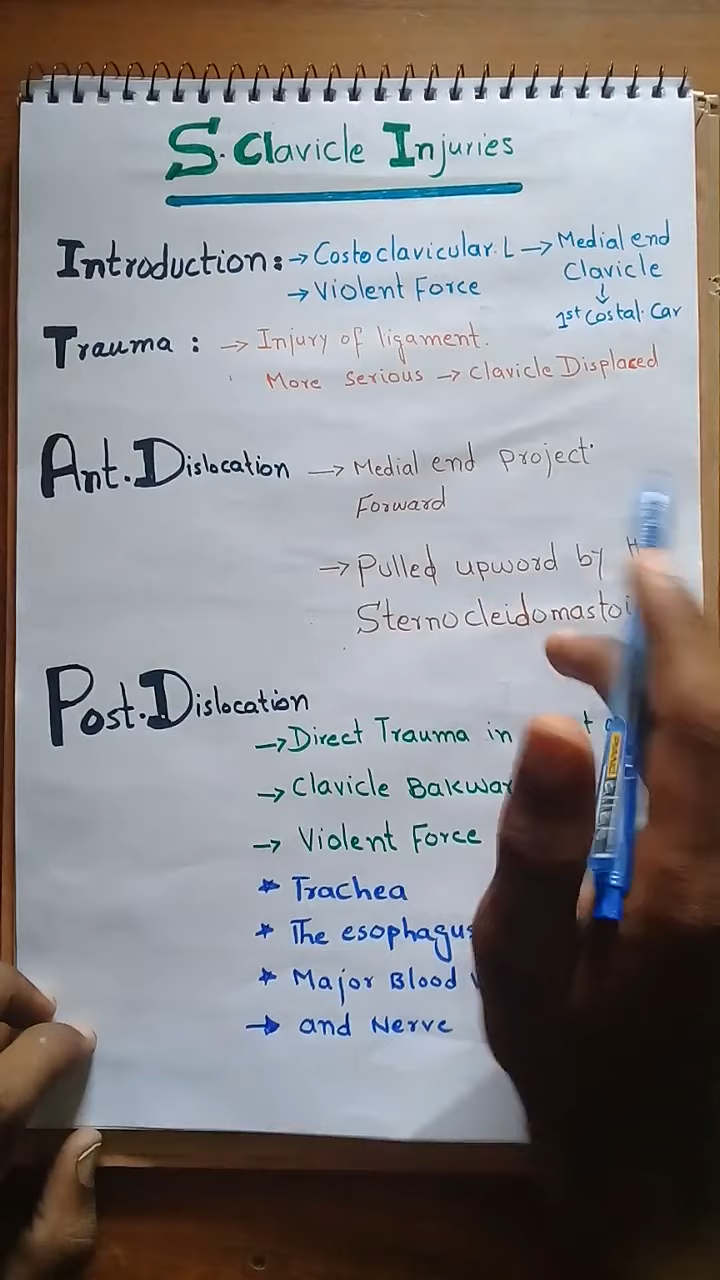 S. Clavicle Injuries
Introduction: → Costoclavicular. L → Medial end
Clavicle
↓
1st Costal. Car
→ Violent Force
Trauma : → Injury of ligament.
More serious → Clavicle Displaced
Ant. Dislocation → Medial end project
Forward
→ Pulled upword by
Sternocleidomastoi
Post. Dislocation
→ Direct Trauma in
→ Clavicle Bakwar
→ Violent Force
* Trachea
* The esophagus
* Major Blood
→ and Nerve